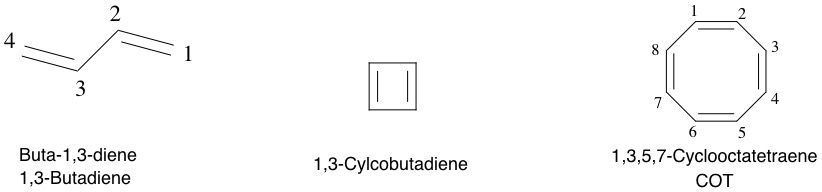 2
4
1
3
Buta-1,3-diene
1,3-Butadiene
1,3-Cylcobutadiene
1
2
8
3
7
4
6
5
1,3,5,7-Cyclooctatetraene
COT